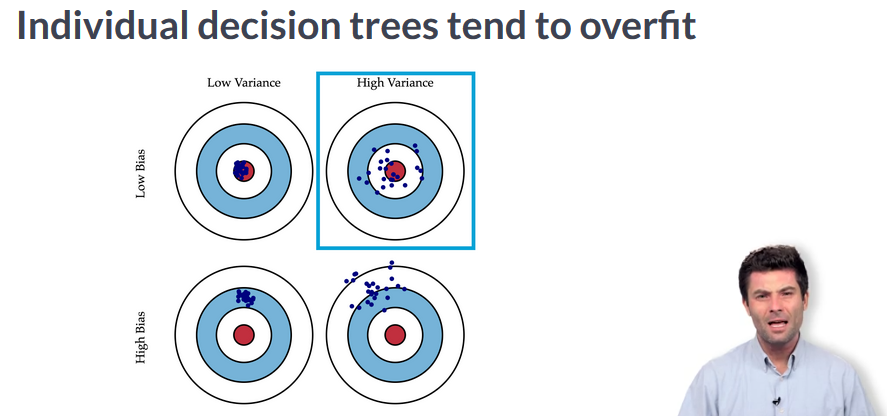 Individual decision trees tend to overfit
Low Variance
High Variance
Low Bias
High Bias